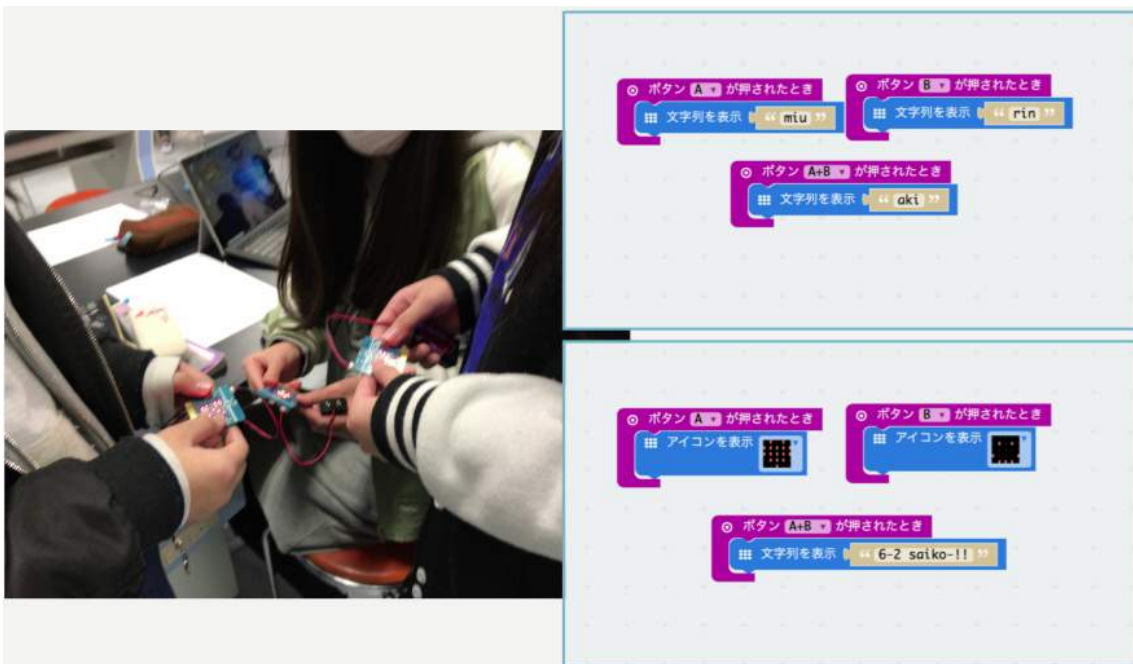 ボタン A が押されたとき
文字列を表示 “ miu ”
ボタン B が押されたとき
文字列を表示 “ rin ”
ボタン A+B が押されたとき
文字列を表示 “ aki ”
ボタン A が押されたとき
アイコンを表示
ボタン B が押されたとき
アイコンを表示
ボタン A+B が押されたとき
文字列を表示 “ 6-2 saiko-!! ”